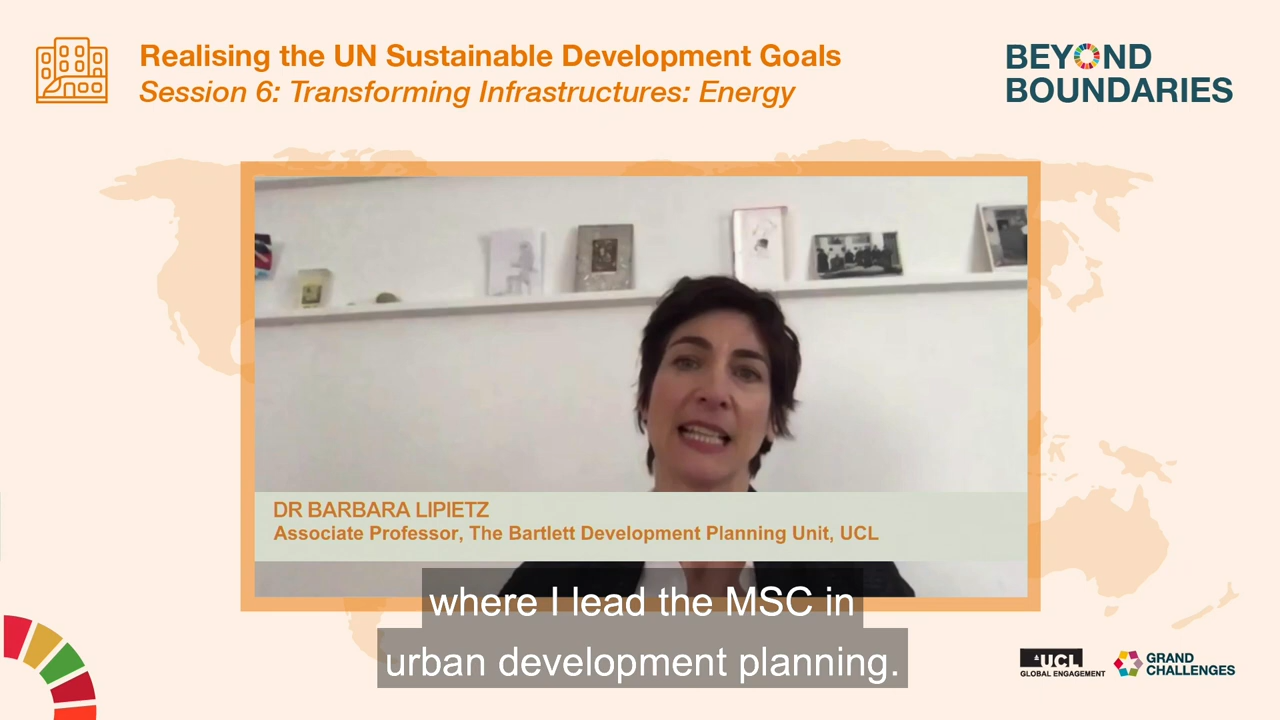 Realising the UN Sustainable Development Goals
Session 6: Transforming Infrastructures: Energy
BEYOND
BOUNDARIES
DR BARBARA LIPIETZ
Associate Professor, The Bartlett Development Planning Unit, UCL
where I lead the MSC in
urban development planning.
UCL
GLOBAL ENGAGEMENT
GRAND
CHALLENGES